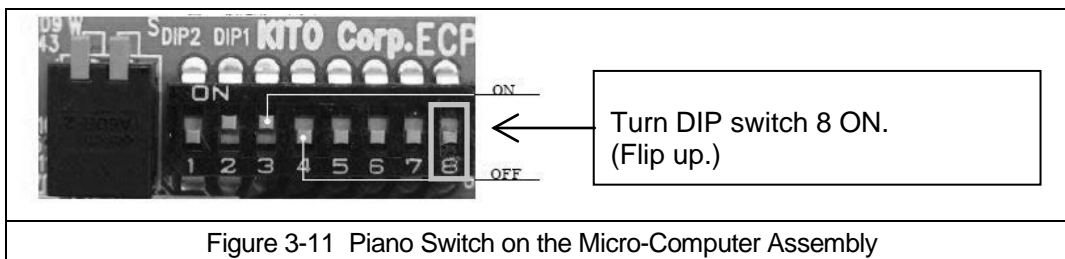 SDIP2 DIP1 KITO Corp. ECP
43
ON
ON
1 2 3 4 5 6 7 8
OFF
Turn DIP switch 8 ON.
(Flip up.)
Figure 3-11 Piano Switch on the Micro-Computer Assembly